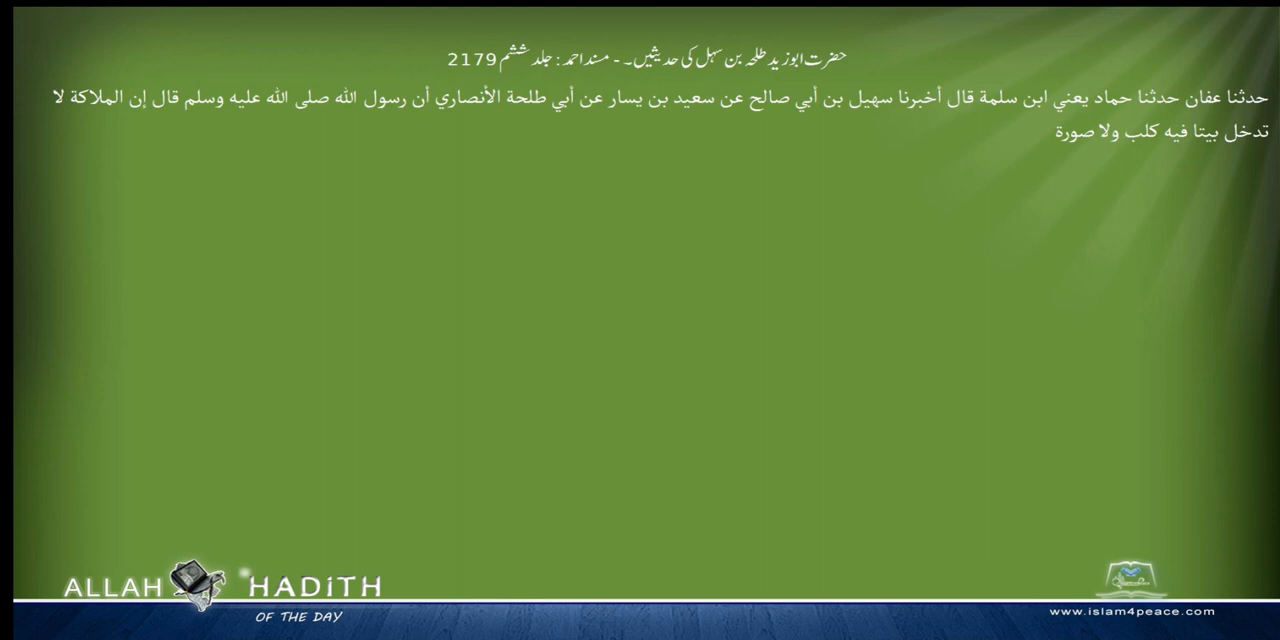 حضرت ابوزید طلحہ بن سہل کی حدیثیں۔ - مسند احمد : جلد ششم 2179
حدثنا عفان حدثنا حماد يعني ابن سلمة قال أخبرنا سهيل بن أبي صالح عن سعيد بن يسار عن أبي طلحة الأنصاري أن رسول الله صلى الله عليه وسلم قال إن الملاكة لا
تدخل بيتا فيه كلب ولا صورة
ALLAH HADITH
OF THE DAY
www.islam4peace.com